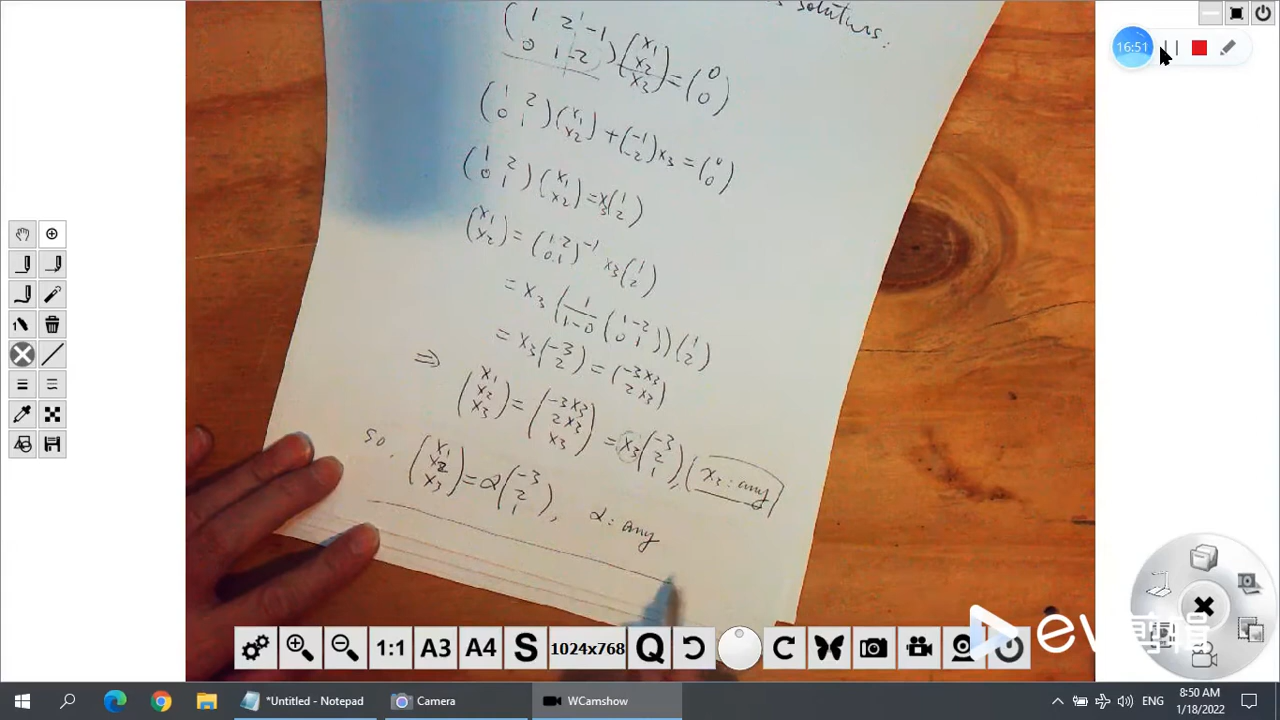 solutions.
( 1 2 -1 ; 0 1 -2 ) ( x1 ; x2 ; x3 ) = ( 0 ; 0 )
( 1 2 ; 0 1 ) ( x1 ; x2 ) + ( -1 ; -2 ) x3 = ( 0 ; 0 )
( 1 2 ; 0 1 ) ( x1 ; x2 ) = x3 ( 1 ; 2 )
( x1 ; x2 ) = ( 1 2 ; 0 1 )^-1 x3 ( 1 ; 2 )
= x3 ( 1/(1-0) ( 1 -2 ; 0 1 ) ) ( 1 ; 2 )
= x3 ( -3 ; 2 ) = ( -3x3 ; 2x3 )
⇒ ( x1 ; x2 ; x3 ) = ( -3x3 ; 2x3 ; x3 ) = x3 ( -3 ; 2 ; 1 ), ( x3 : any
so, ( x1 ; x2 ; x3 ) = α ( -3 ; 2 ; 1 ), α : any
16:51
1:1 A3 A4 S 1024x768 Q
*Untitled - Notepad Camera WCamshow ENG 8:50 AM
1/18/2022